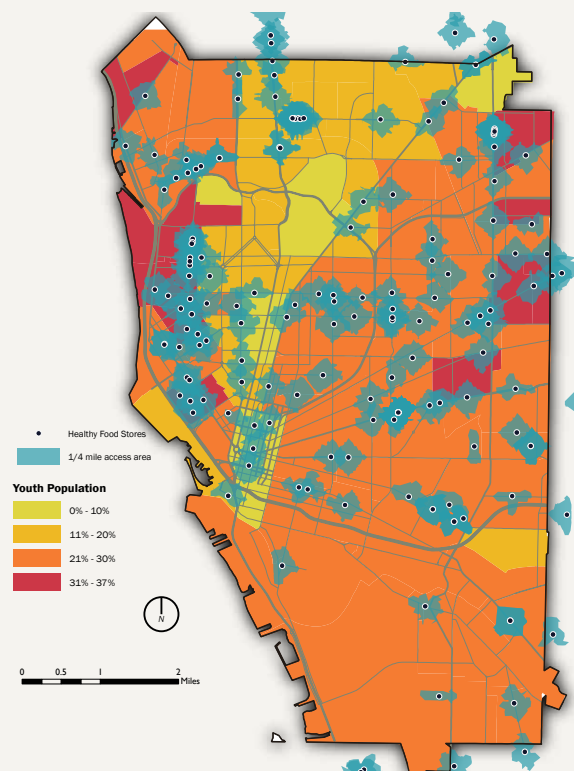 Healthy Food Stores
1/4 mile access area
Youth Population
0% - 10%
11% - 20%
21% - 30%
31% - 37%
N
0 0.5 1 2
Miles